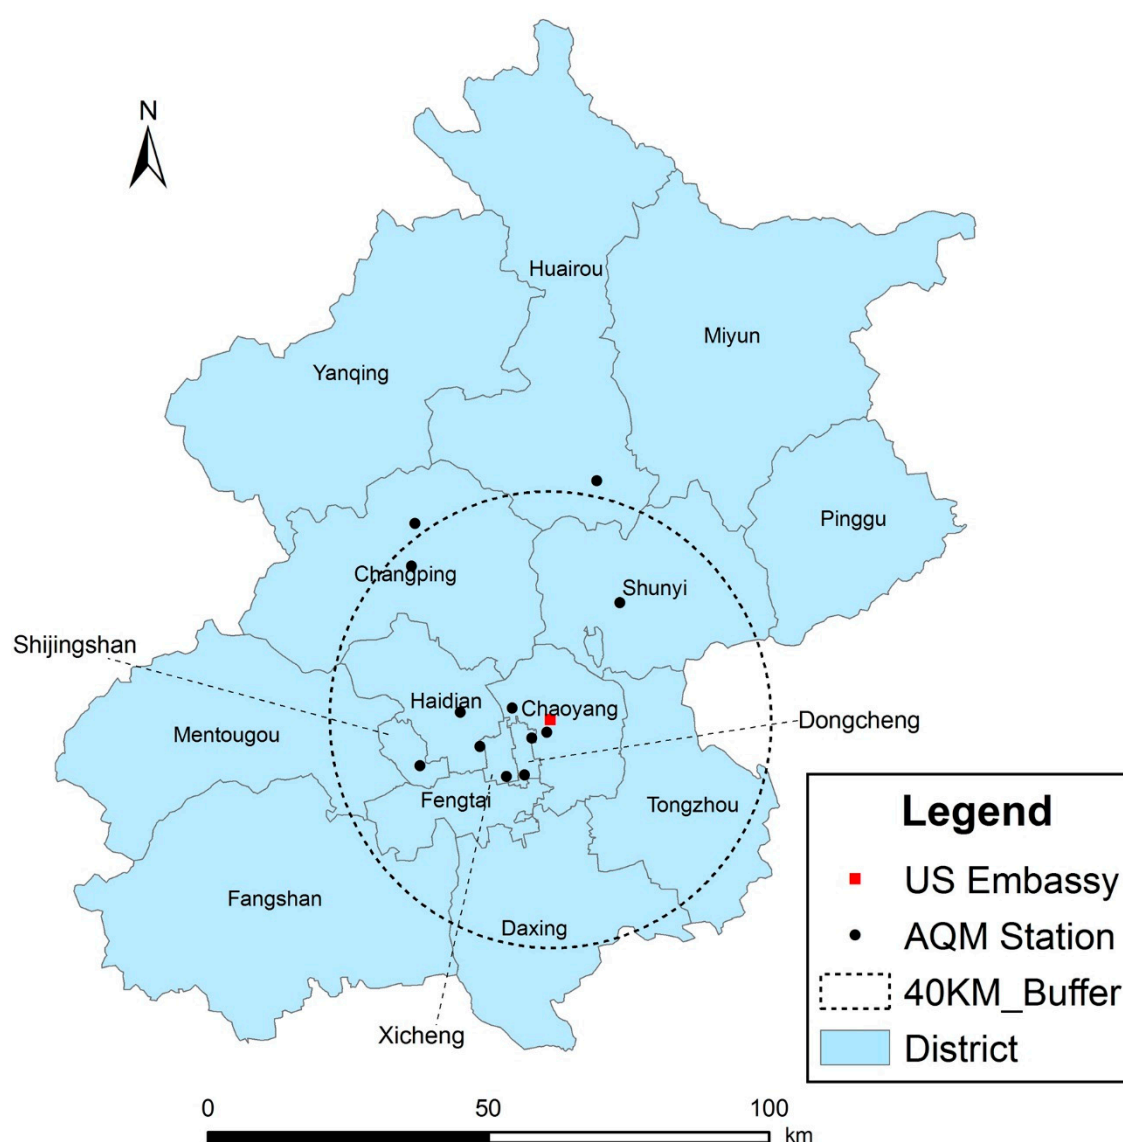 N
Huairou
Miyun
Yanqing
Pinggu
Changping
Shunyi
Shijingshan
Haidian
Chaoyang
Dongcheng
Mentougou
Fengtai
Tongzhou
Fangshan
Daxing
Xicheng
Legend
US Embassy
AQM Station
40KM_Buffer
District
0 50 100
km